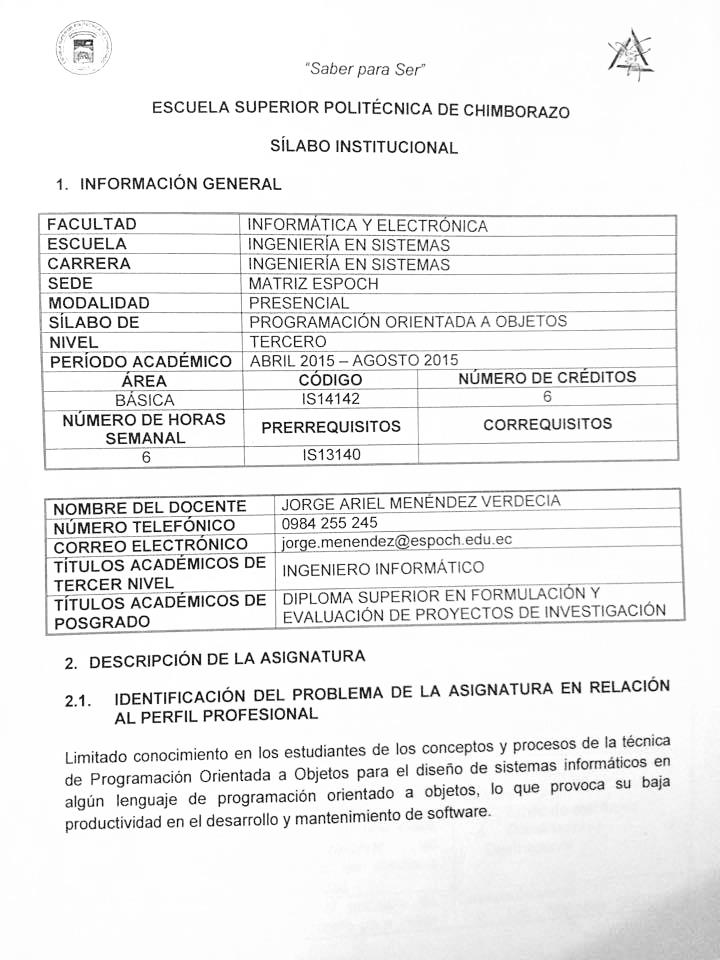 "Saber para Ser"
ESCUELA SUPERIOR POLITÉCNICA DE CHIMBORAZO
SÍLABO INSTITUCIONAL
1. INFORMACIÓN GENERAL
FACULTAD INFORMÁTICA Y ELECTRÓNICA
ESCUELA INGENIERÍA EN SISTEMAS
CARRERA INGENIERÍA EN SISTEMAS
SEDE MATRIZ ESPOCH
MODALIDAD PRESENCIAL
SÍLABO DE PROGRAMACIÓN ORIENTADA A OBJETOS
NIVEL TERCERO
PERÍODO ACADÉMICO ABRIL 2015 – AGOSTO 2015
ÁREA CÓDIGO NÚMERO DE CRÉDITOS
BÁSICA IS14142 6
NÚMERO DE HORAS SEMANAL PRERREQUISITOS CORREQUISITOS
6 IS13140
NOMBRE DEL DOCENTE JORGE ARIEL MENÉNDEZ VERDECIA
NÚMERO TELEFÓNICO 0984 255 245
CORREO ELECTRÓNICO jorge.menendez@espoch.edu.ec
TÍTULOS ACADÉMICOS DE TERCER NIVEL INGENIERO INFORMÁTICO
TÍTULOS ACADÉMICOS DE POSGRADO DIPLOMA SUPERIOR EN FORMULACIÓN Y EVALUACIÓN DE PROYECTOS DE INVESTIGACIÓN
2. DESCRIPCIÓN DE LA ASIGNATURA
2.1. IDENTIFICACIÓN DEL PROBLEMA DE LA ASIGNATURA EN RELACIÓN
AL PERFIL PROFESIONAL
Limitado conocimiento en los estudiantes de los conceptos y procesos de la técnica
de Programación Orientada a Objetos para el diseño de sistemas informáticos en
algún lenguaje de programación orientado a objetos, lo que provoca su baja
productividad en el desarrollo y mantenimiento de software.